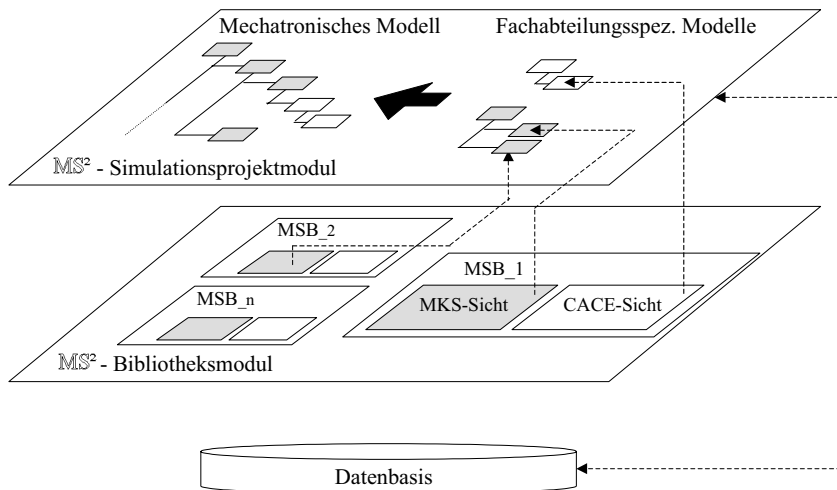 Mechatronisches Modell
Fachabteilungsspez. Modelle
MS² - Simulationsprojektmodul
MSB_2
MSB_1
MKS-Sicht
CACE-Sicht
MSB_n
MS² - Bibliotheksmodul
Datenbasis